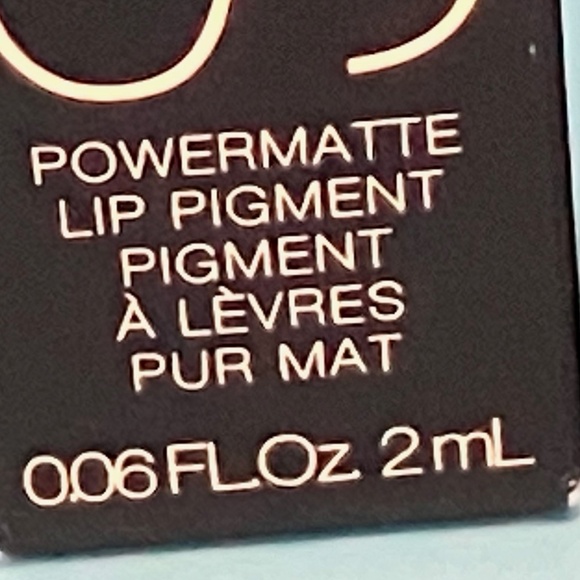 POWERMATTE
LIP PIGMENT
PIGMENT
À LÈVRES
PUR MAT
0.06 FL.Oz. 2 mL